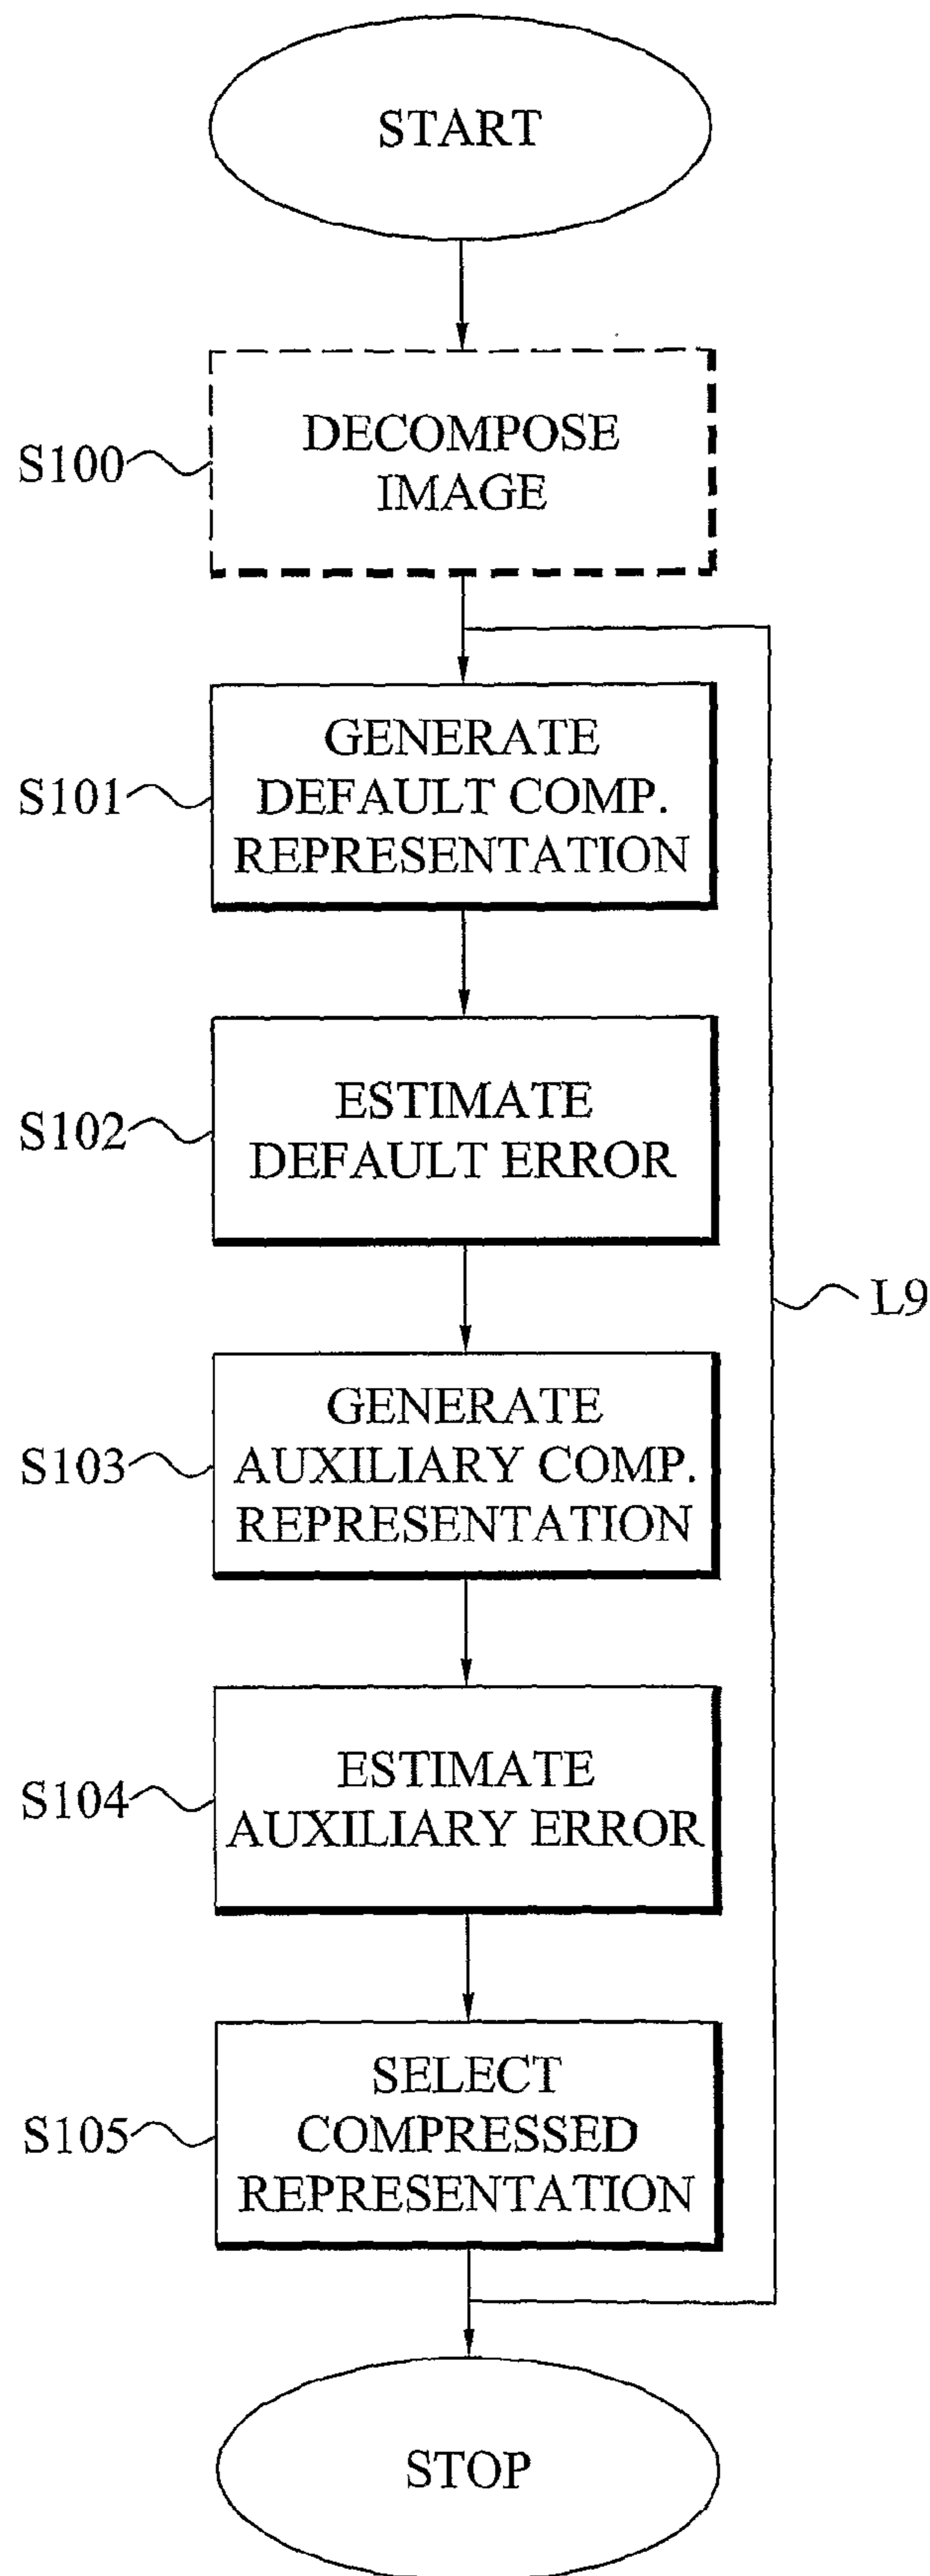 START
S100
DECOMPOSE
IMAGE
S101
GENERATE
DEFAULT COMP.
REPRESENTATION
S102
ESTIMATE
DEFAULT ERROR
L9
S103
GENERATE
AUXILIARY COMP.
REPRESENTATION
S104
ESTIMATE
AUXILIARY ERROR
S105
SELECT
COMPRESSED
REPRESENTATION
STOP